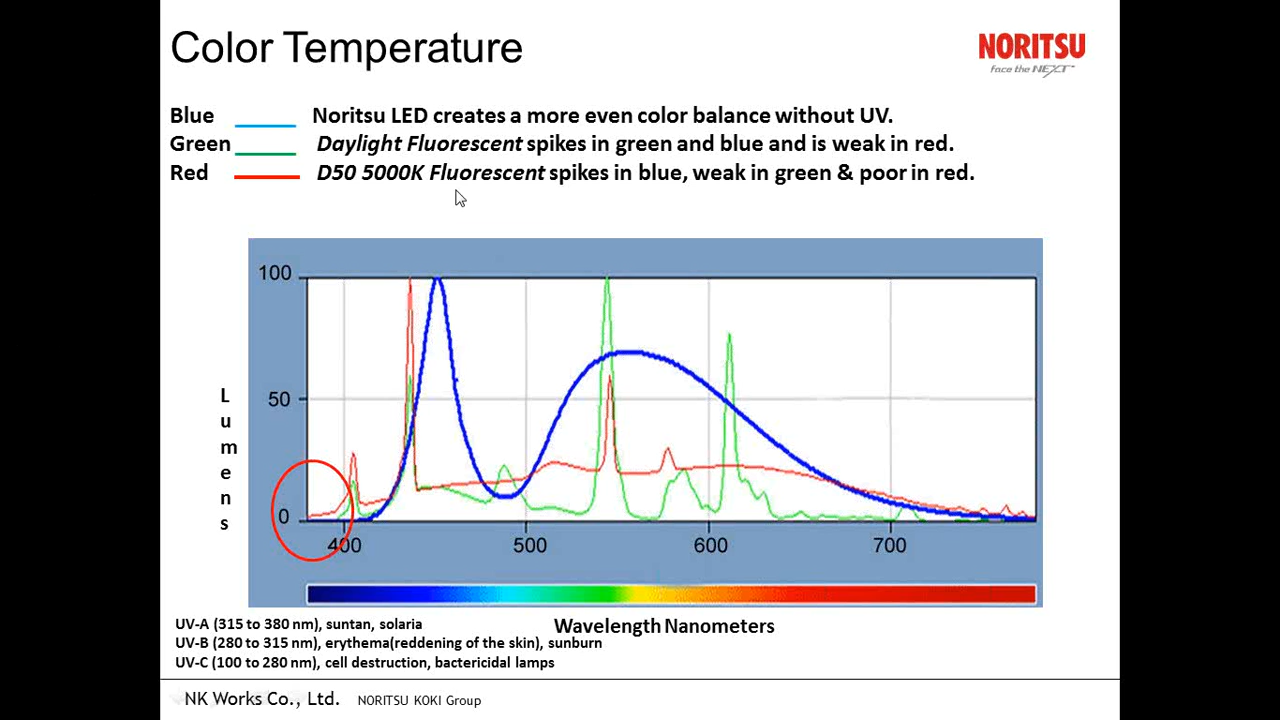 Color Temperature
NORITSU
face the NEXT
Blue Noritsu LED creates a more even color balance without UV.
Green Daylight Fluorescent spikes in green and blue and is weak in red.
Red D50 5000K Fluorescent spikes in blue, weak in green & poor in red.
100
50
0
Lumens
400 500 600 700
Wavelength Nanometers
UV-A (315 to 380 nm), suntan, solaria
UV-B (280 to 315 nm), erythema(reddening of the skin), sunburn
UV-C (100 to 280 nm), cell destruction, bactericidal lamps
NK Works Co., Ltd. NORITSU KOKI Group